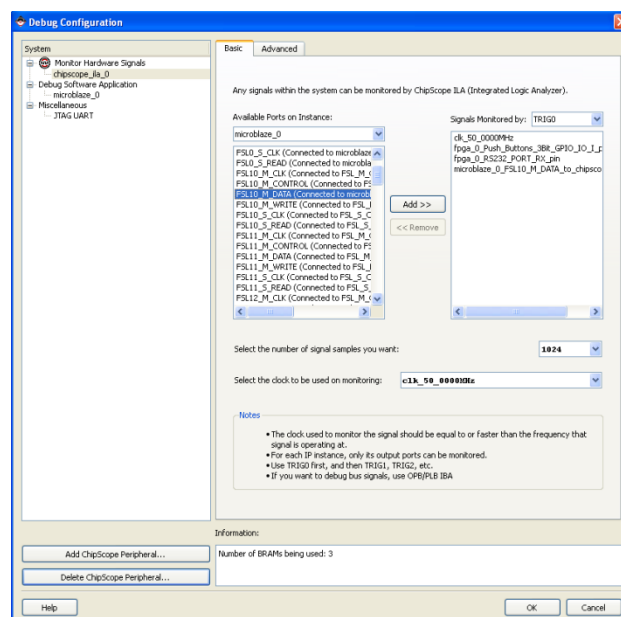 Debug Configuration
System
Monitor Hardware Signals
chipscope_ila_0
Debug Software Application
microblaze_0
Miscellaneous
JTAG UART
Basic
Advanced
Any signals within the system can be monitored by ChipScope ILA (Integrated Logic Analyzer).
Available Ports on Instance:
microblaze_0
FSL0_S_CLK (Connected to microblaze
FSL0_S_READ (Connected to microbla
FSL10_M_CLK (Connected to FSL_M_C
FSL10_M_CONTROL (Connected to FS
FSL10_M_DATA (Connected to microbl
FSL10_M_WRITE (Connected to FSL_
FSL10_S_CLK (Connected to FSL_S_C
FSL10_S_READ (Connected to FSL_S_
FSL11_M_CLK (Connected to FSL_M_C
FSL11_M_CONTROL (Connected to FS
FSL11_M_DATA (Connected to FSL_M_
FSL11_M_WRITE (Connected to FSL_
FSL11_S_CLK (Connected to FSL_S_C
FSL11_S_READ (Connected to FSL_S_
FSL12_M_CLK (Connected to FSL_M_C
Add >>
<< Remove
Signals Monitored by: TRIG0
clk_50_0000MHz
fpga_0_Push_Buttons_3Bit_GPIO_IO_I_p
fpga_0_RS232_PORT_RX_pin
microblaze_0_FSL10_M_DATA_to_chipsco
Select the number of signal samples you want: 1024
Select the clock to be used on monitoring: clk_50_0000MHz
Notes
• The clock used to monitor the signal should be equal to or faster than the frequency that
signal is operating at.
• For each IP instance, only its output ports can be monitored.
• Use TRIG0 first, and then TRIG1, TRIG2, etc.
• If you want to debug bus signals, use OPB/PLB IBA
Information:
Number of BRAMs being used: 3
Add ChipScope Peripheral...
Delete ChipScope Peripheral...
Help
OK
Cancel